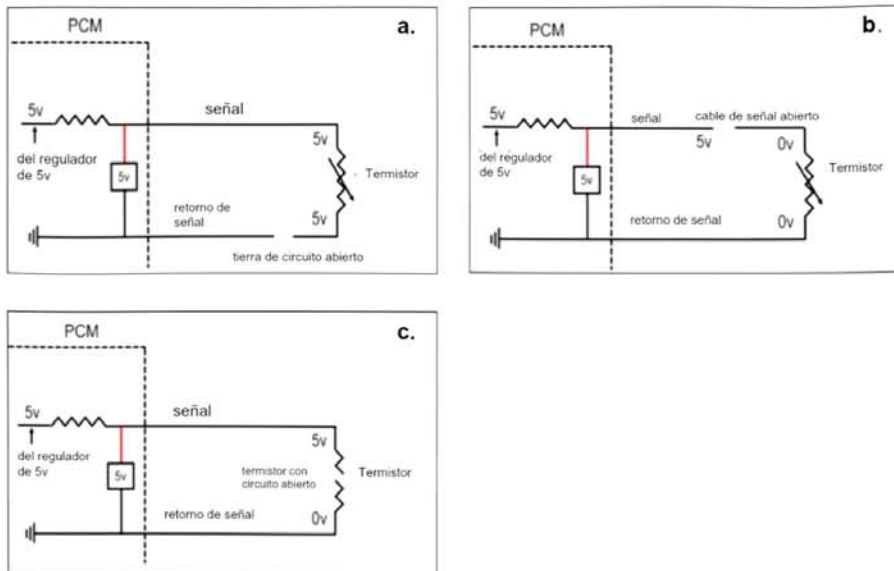 PCM
a.
5v
señal
5v
del regulador
de 5v
5v
Termistor
retorno de
señal
5v
tierra de circuito abierto
PCM
b.
5v
señal
cable de señal abierto
5v
0v
del regulador
de 5v
5v
Termistor
retorno de señal
0v
PCM
c.
5v
señal
5v
del regulador
de 5v
5v
termistor con
circuito abierto
Termistor
retorno de señal
0v